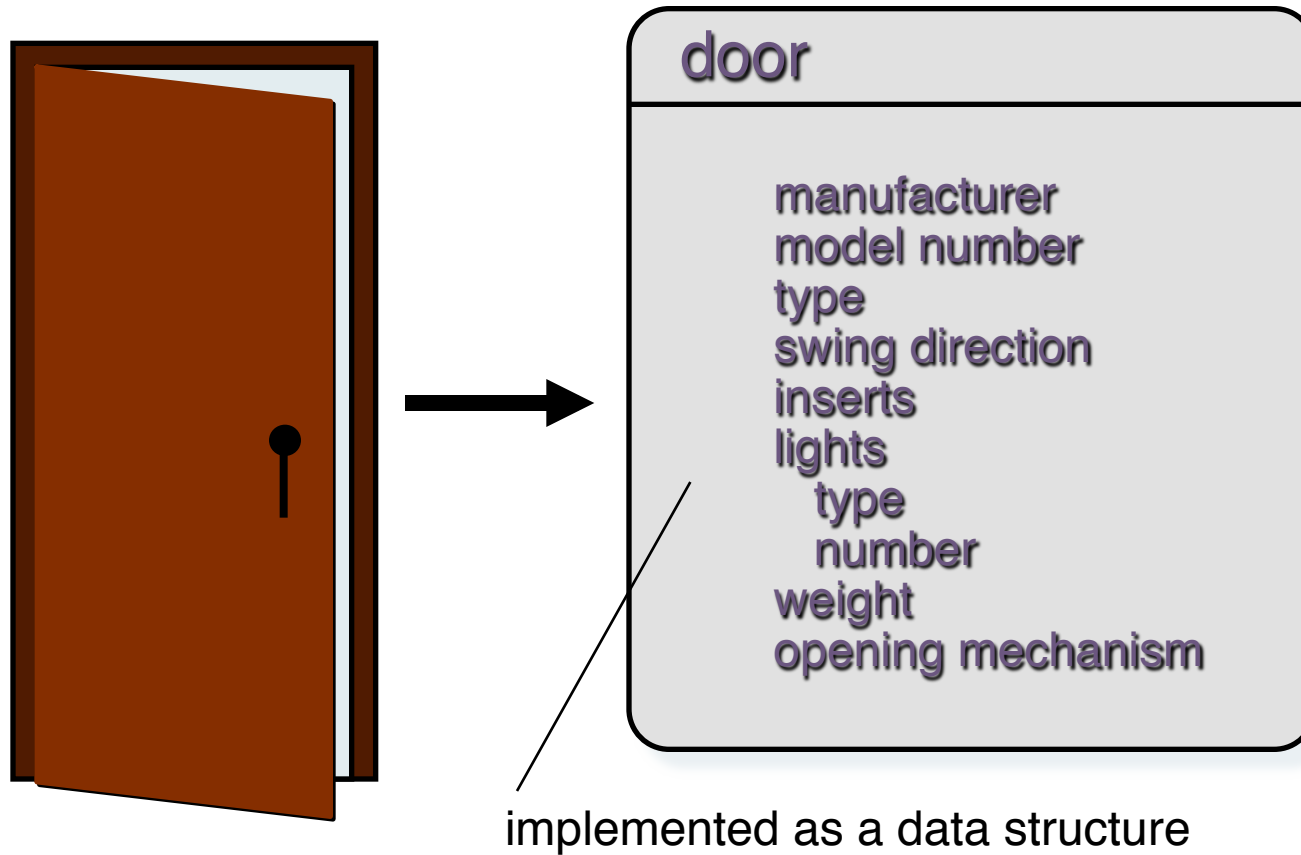 door
manufacturer
model number
type
swing direction
inserts
lights
type
number
weight
opening mechanism
implemented as a data structure